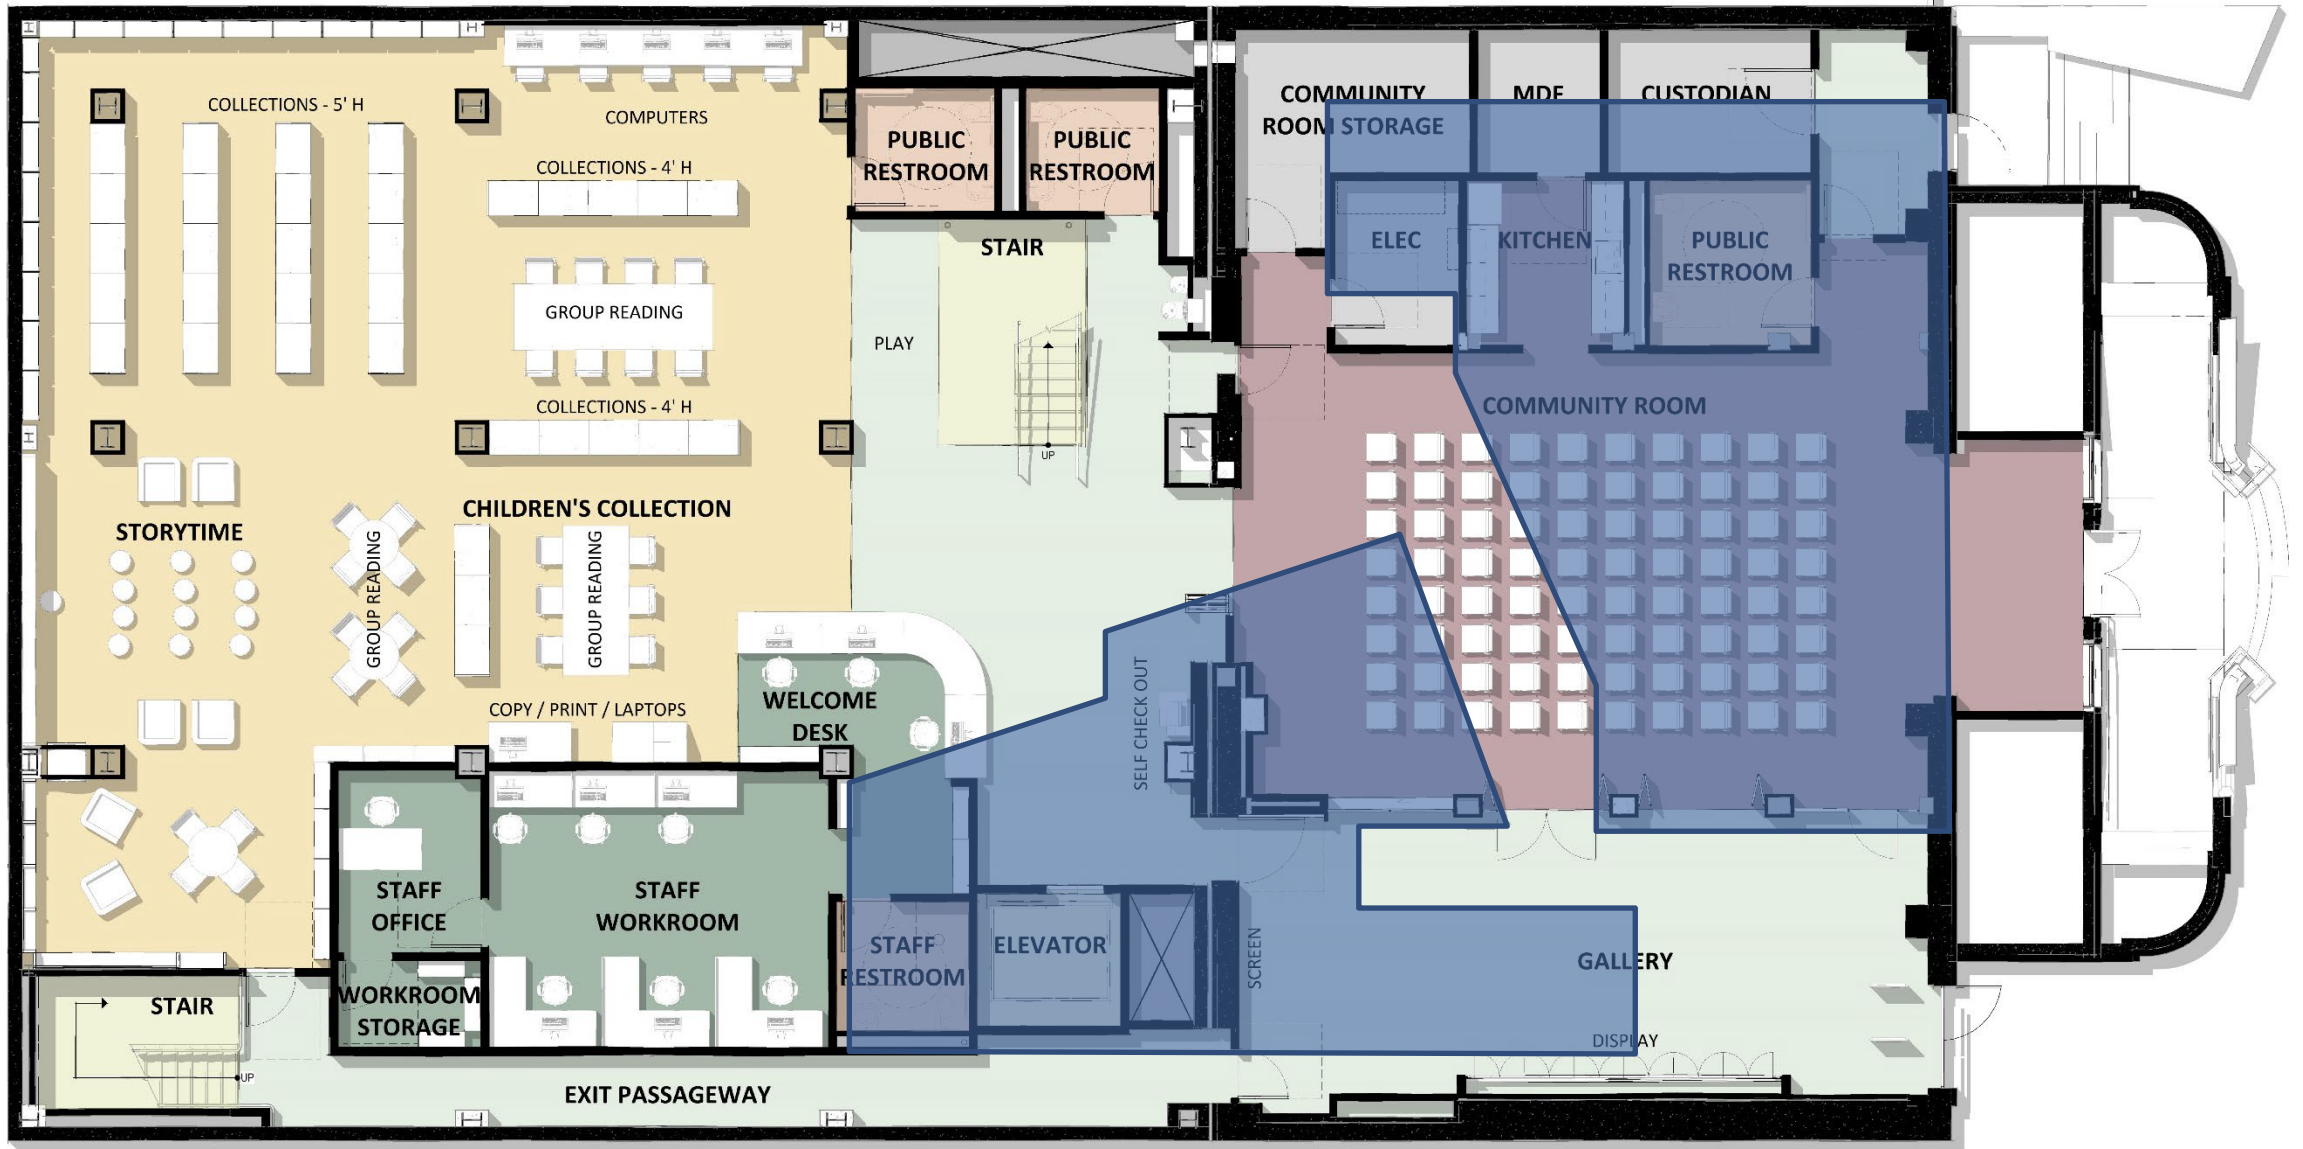 COLLECTIONS - 5' H
COMPUTERS
COLLECTIONS - 4' H
GROUP READING
COLLECTIONS - 4' H
STORYTIME
CHILDREN'S COLLECTION
GROUP READING
GROUP READING
COPY / PRINT / LAPTOPS
WELCOME
DESK
STAFF
OFFICE
STAFF
WORKROOM
WORKROOM
STORAGE
STAIR
UP
EXIT PASSAGEWAY
PUBLIC
RESTROOM
PUBLIC
RESTROOM
STAIR
PLAY
UP
SELF CHECK OUT
STAFF
RESTROOM
ELEVATOR
SCREEN
COMMUNITY
ROOM STORAGE
MDF
CUSTODIAN
ELEC
KITCHEN
PUBLIC
RESTROOM
COMMUNITY ROOM
GALLERY
DISPLAY